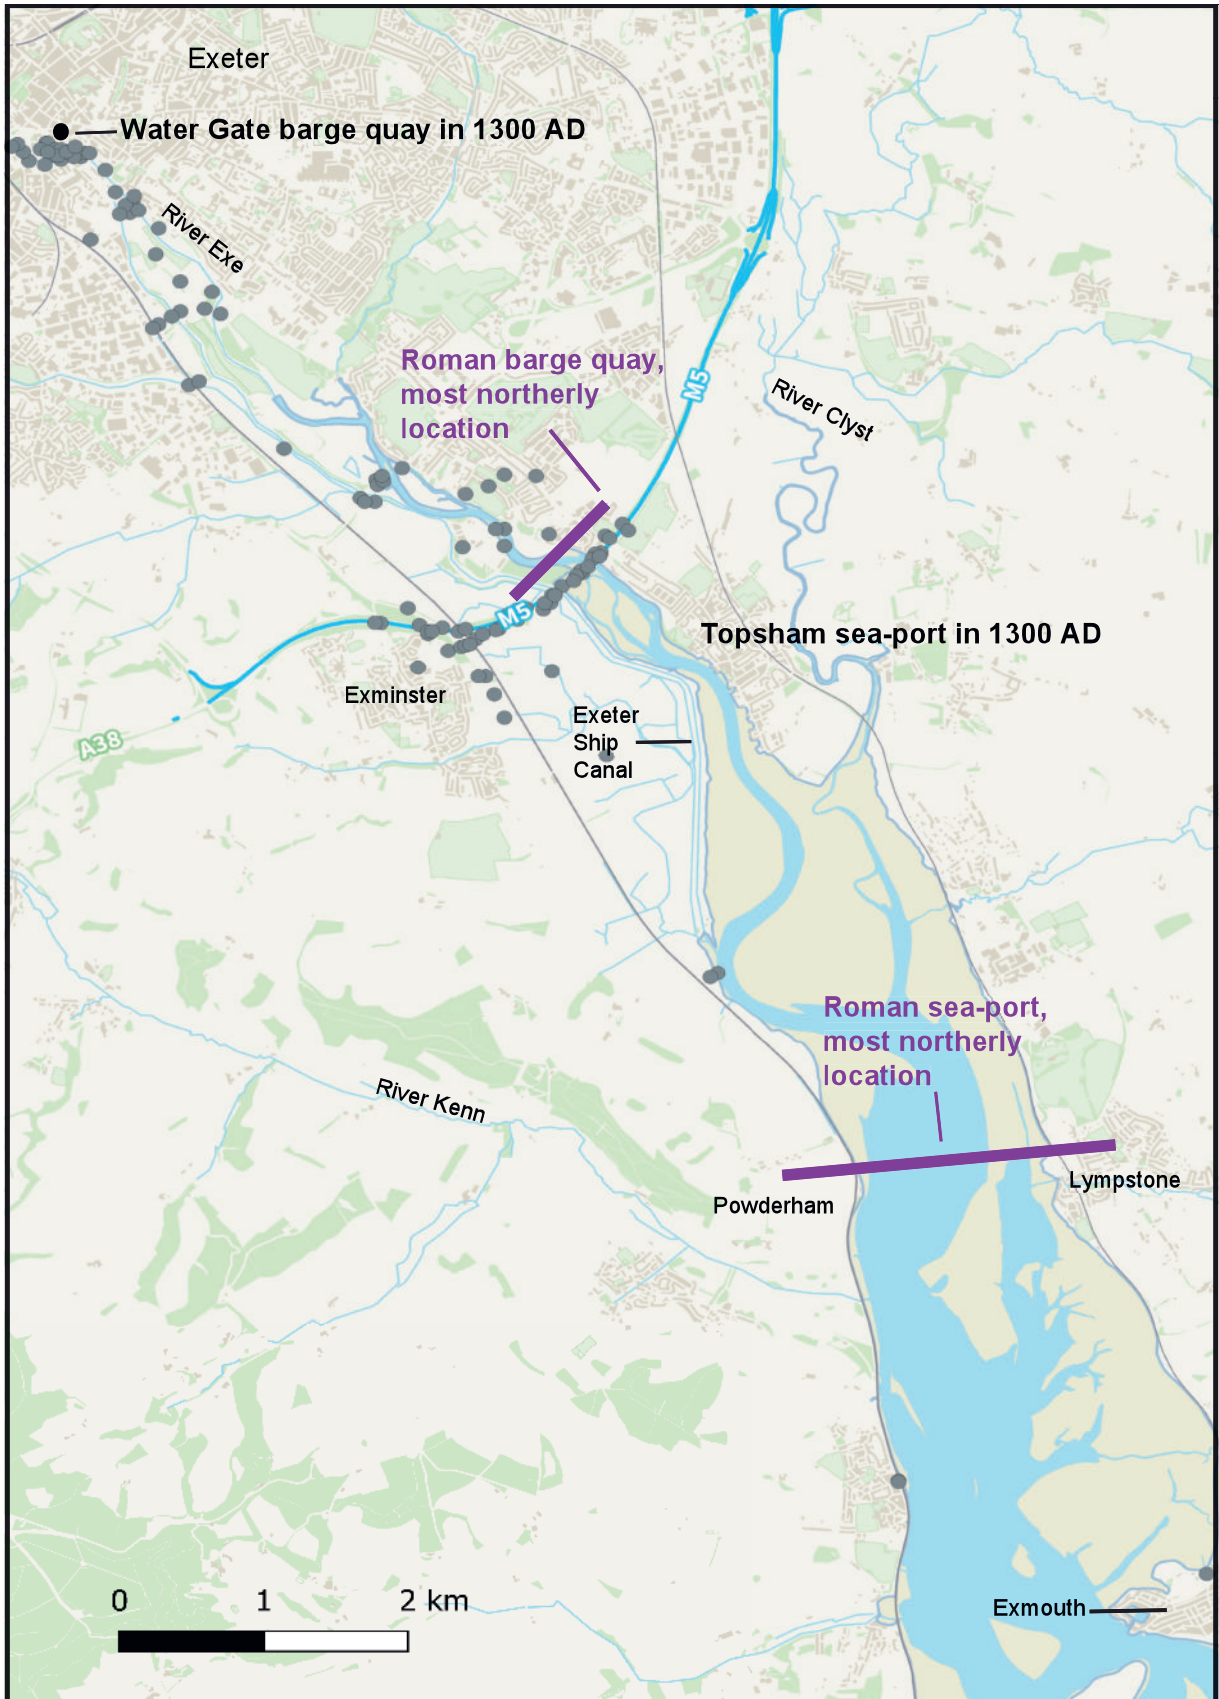 Exeter
Water Gate barge quay in 1300 AD
River Exe
Roman barge quay,
most northerly
location
M5
River Clyst
M5
Topsham sea-port in 1300 AD
Exminster
Exeter
Ship
Canal
A38
Roman sea-port,
most northerly
location
River Kenn
Lympstone
Powderham
0 1 2 km
Exmouth